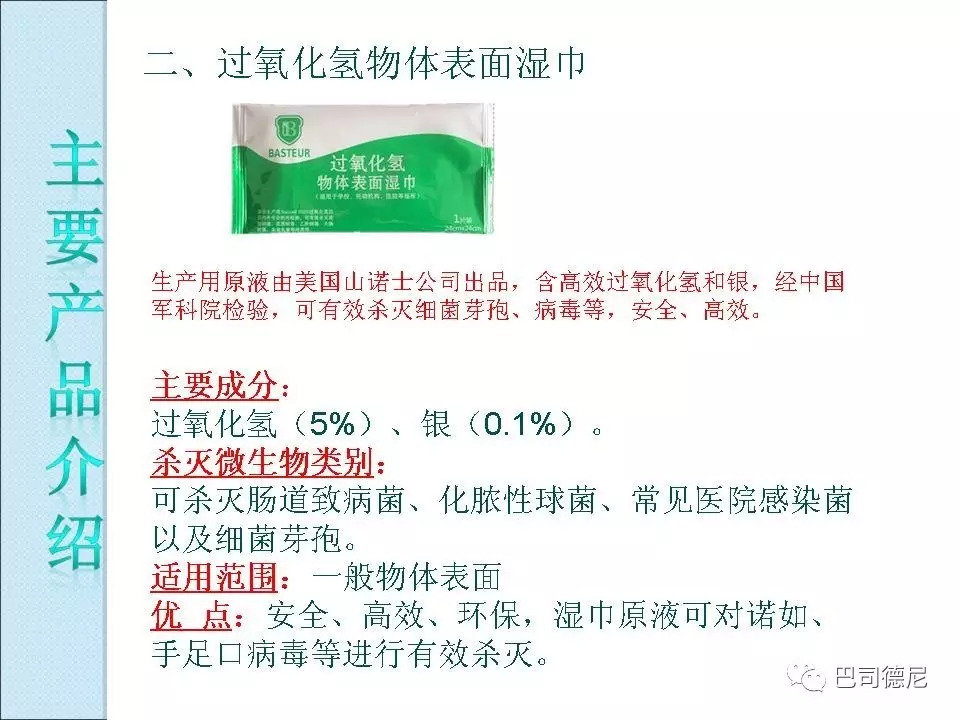 主要产品介绍
二、过氧化氢物体表面湿巾
BASTEUR
过氧化氢
物体表面湿巾
1片装
24cmx24cm
生产用原液由美国山诺士公司出品，含高效过氧化氢和银，经中国
军科院检验，可有效杀灭细菌芽孢、病毒等，安全、高效。
主要成分：
过氧化氢（5%）、银（0.1%）。
杀灭微生物类别：
可杀灭肠道致病菌、化脓性球菌、常见医院感染菌
以及细菌芽孢。
适用范围：一般物体表面
优 点：安全、高效、环保，湿巾原液可对诺如、
手足口病毒等进行有效杀灭。
巴司德尼